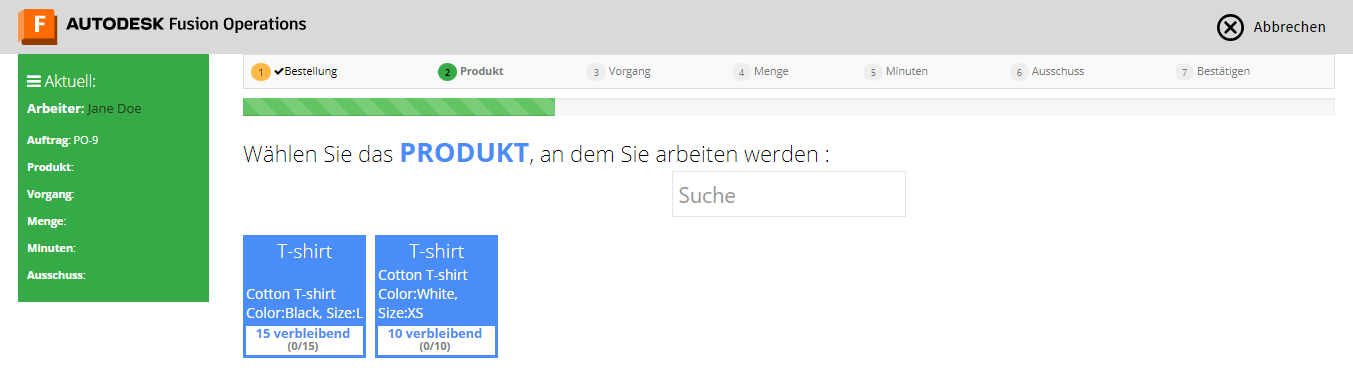 F AUTODESK Fusion Operations
Abbrechen
Aktuell:
Arbeiter: Jane Doe
Auftrag: PO-9
Produkt:
Vorgang:
Menge:
Minuten:
Ausschuss:
1 Bestellung 2 Produkt 3 Vorgang 4 Menge 5 Minuten 6 Ausschuss 7 Bestätigen
Wählen Sie das PRODUKT, an dem Sie arbeiten werden :
Suche
T-shirt
Cotton T-shirt
Color:Black, Size:L
15 verbleibend
(0/15)
T-shirt
Cotton T-shirt
Color:White,
Size:XS
10 verbleibend
(0/10)